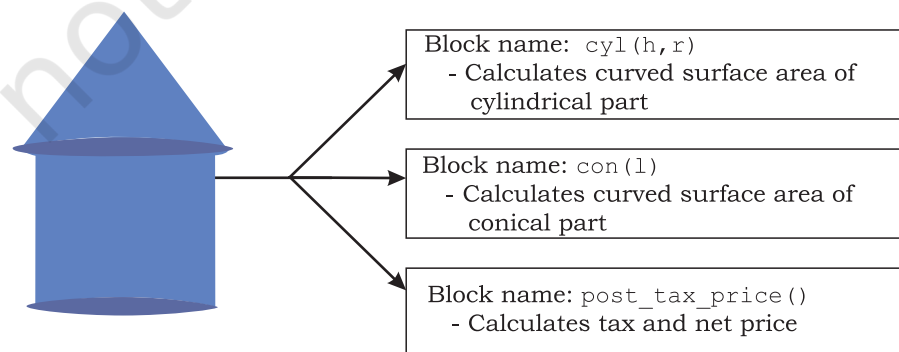 not
Block name: cyl(h,r)
- Calculates curved surface area of
cylindrical part
Block name: con(l)
- Calculates curved surface area of
conical part
Block name: post_tax_price()
- Calculates tax and net price